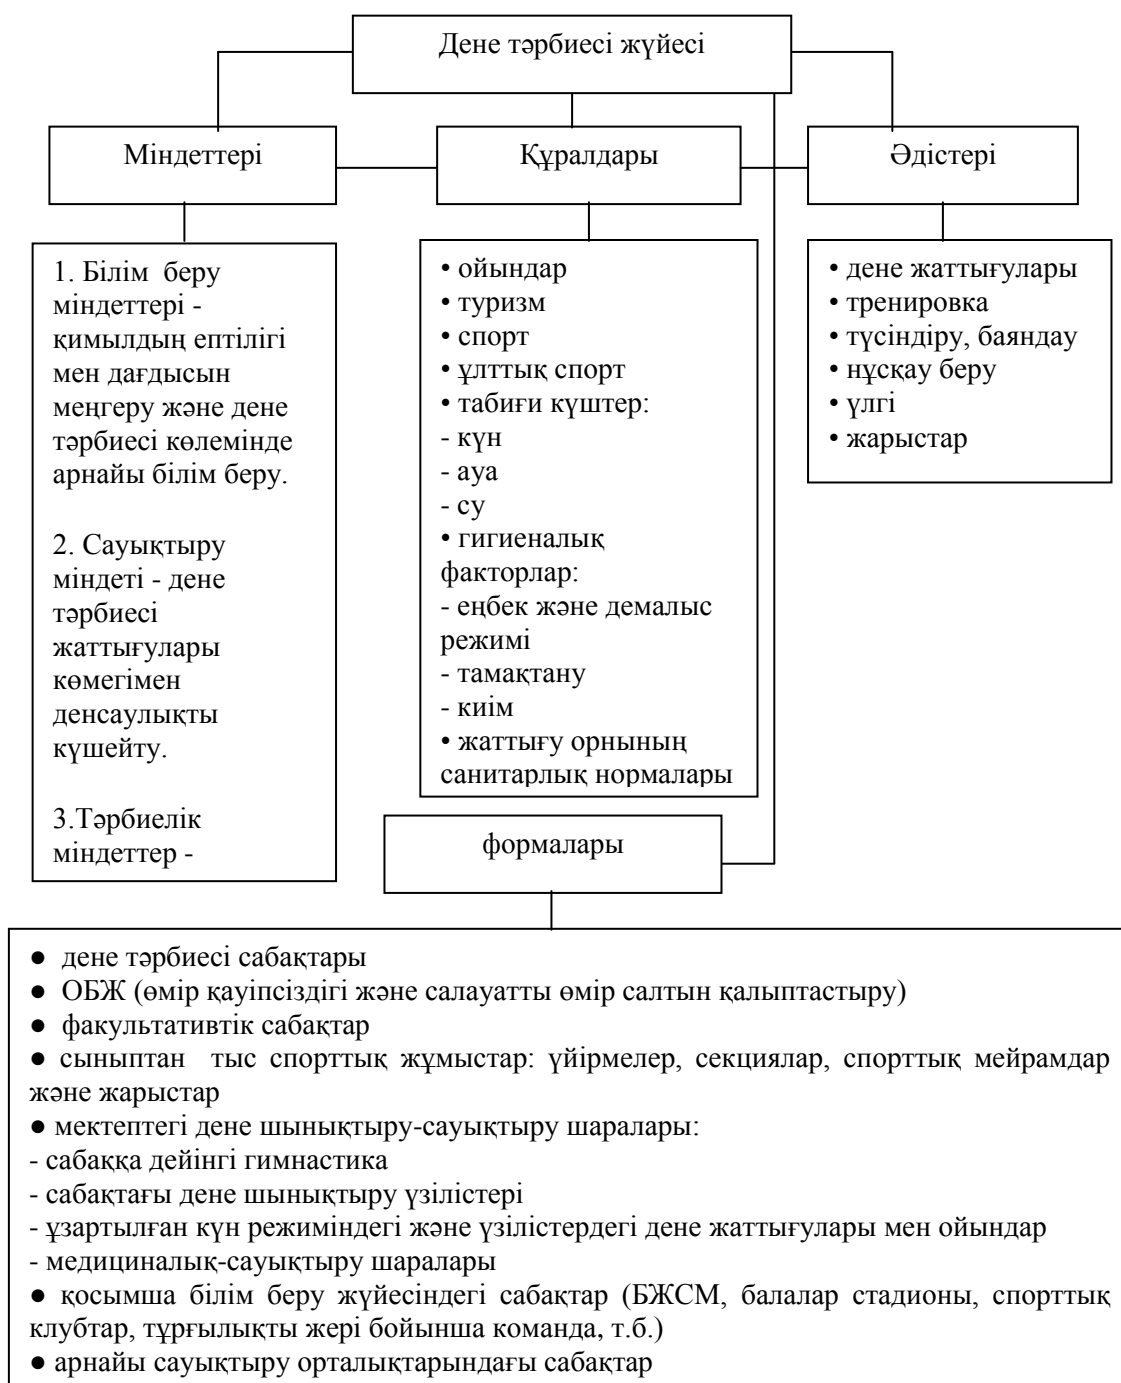 Дене тәрбиесі жүйесі
Міндеттері
Құралдары
Әдістері
1. Білім беру
міндеттері -
қимылдың ептілігі
мен дағдысын
меңгеру және дене
тәрбиесі көлемінде
арнайы білім беру.
2. Сауықтыру
міндеті - дене
тәрбиесі
жаттығулары
көмегімен
денсаулықты
күшейту.
3.Тәрбиелік
міндеттер -
• ойындар
• туризм
• спорт
• ұлттық спорт
• табиғи күштер:
- күн
- ауа
- су
• гигиеналық
факторлар:
- еңбек және демалыс
режимі
- тамақтану
- киім
• жаттығу орнының
санитарлық нормалары
• дене жаттығулары
• тренировка
• түсіндіру, баяндау
• нұсқау беру
• үлгі
• жарыстар
формалары
● дене тәрбиесі сабақтары
● ОБЖ (өмір қауіпсіздігі және салауатты өмір салтын қалыптастыру)
● факультативтік сабақтар
● сыныптан тыс спорттық жұмыстар: үйірмелер, секциялар, спорттық мейрамдар
және жарыстар
● мектептегі дене шынықтыру-сауықтыру шаралары:
- сабаққа дейінгі гимнастика
- сабақтағы дене шынықтыру үзілістері
- ұзартылған күн режиміндегі және үзілістердегі дене жаттығулары мен ойындар
- медициналық-сауықтыру шаралары
● қосымша білім беру жүйесіндегі сабақтар (БЖСМ, балалар стадионы, спорттық
клубтар, тұрғылықты жері бойынша команда, т.б.)
● арнайы сауықтыру орталықтарындағы сабақтар